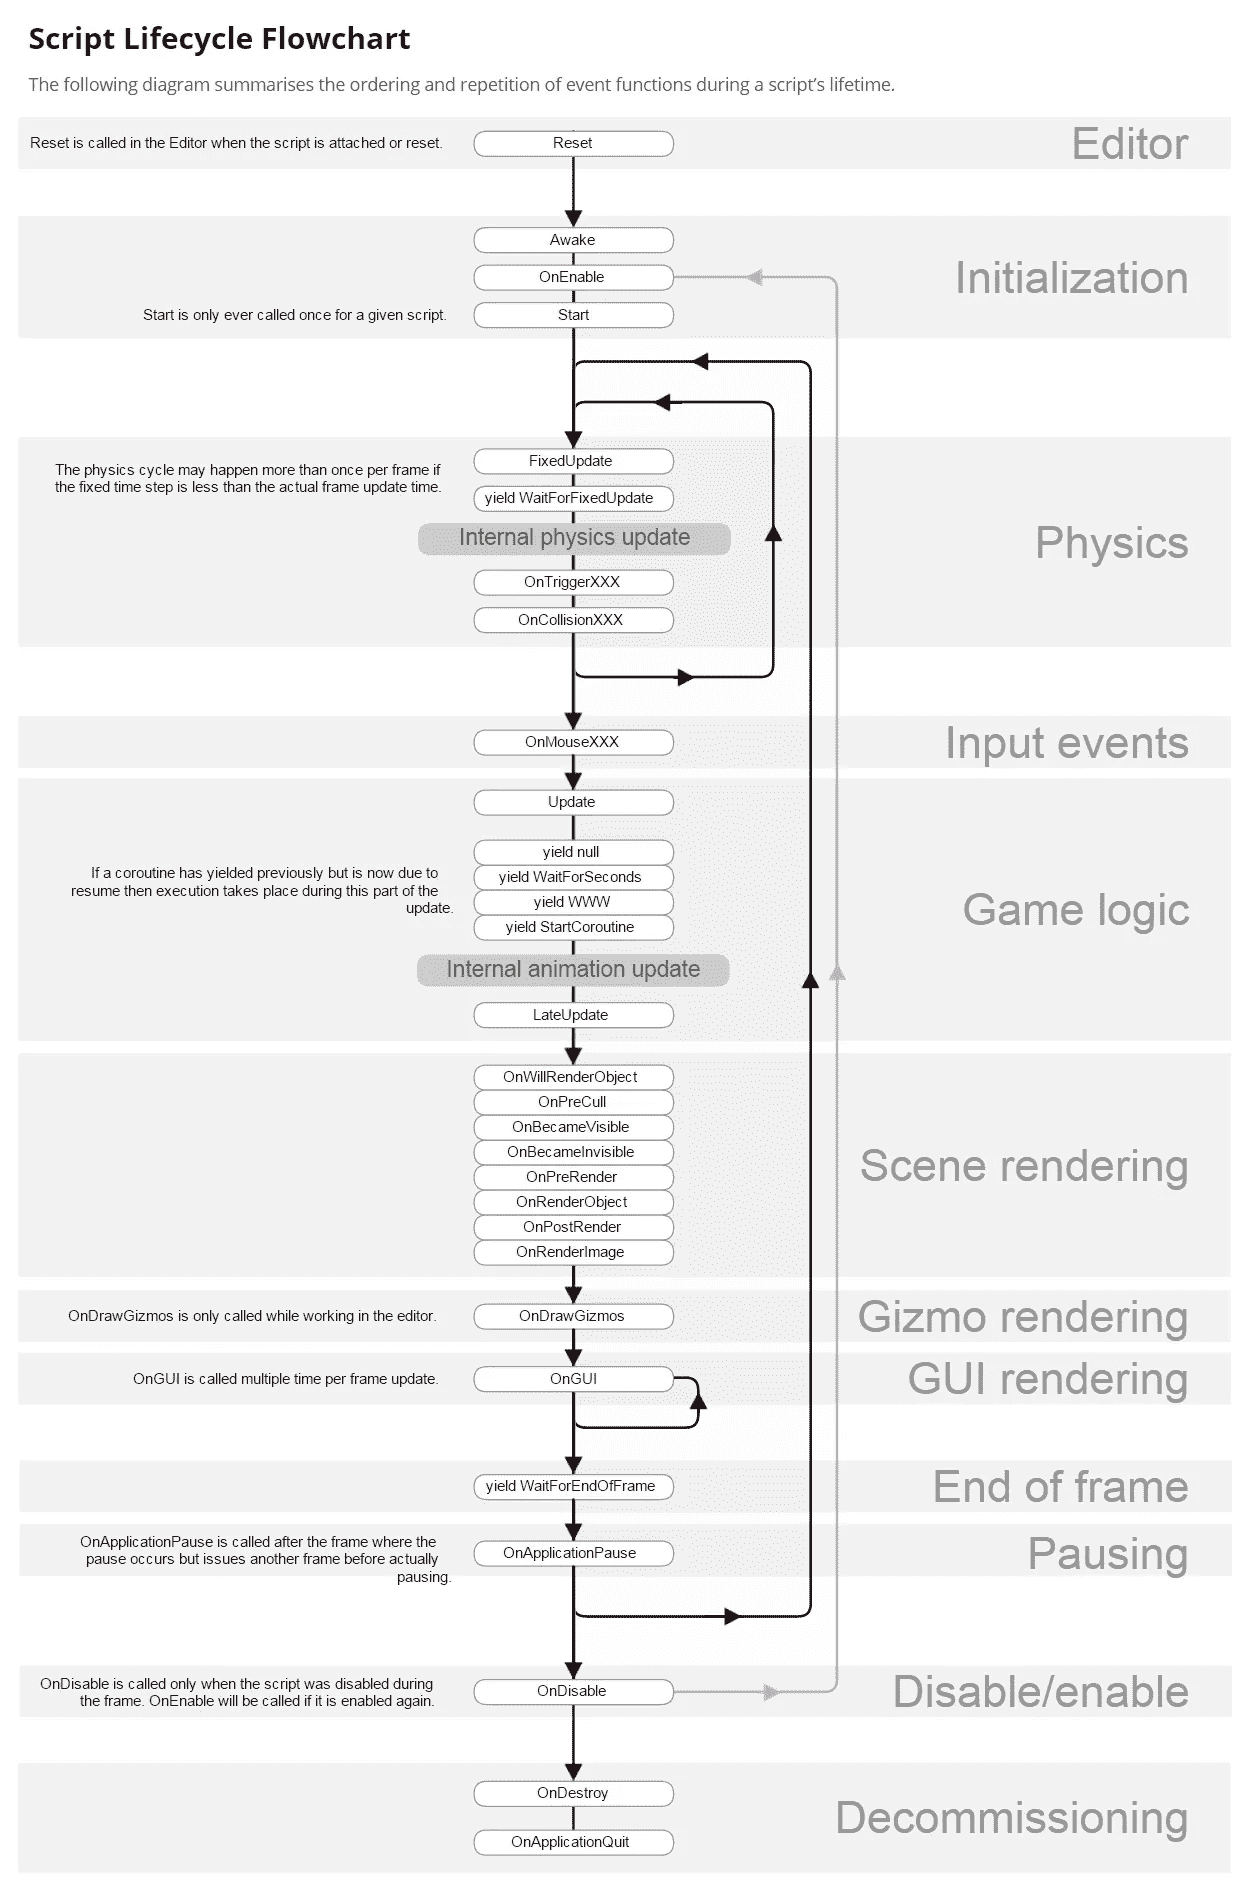 Script Lifecycle Flowchart
The following diagram summarises the ordering and repetition of event functions during a script's lifetime.
Reset is called in the Editor when the script is attached or reset.
Reset
Editor
Awake
OnEnable
Initialization
Start is only ever called once for a given script.
Start
FixedUpdate
The physics cycle may happen more than once per frame if
the fixed time step is less than the actual frame update time.
yield WaitForFixedUpdate
Internal physics update
Physics
OnTriggerXXX
OnCollisionXXX
OnMouseXXX
Input events
Update
yield null
If a coroutine has yielded previously but is now due to
resume then execution takes place during this part of the
update.
yield WaitForSeconds
yield WWW
yield StartCoroutine
Game logic
Internal animation update
LateUpdate
OnWillRenderObject
OnPreCull
OnBecameVisible
OnBecameInvisible
OnPreRender
OnRenderObject
OnPostRender
OnRenderImage
Scene rendering
OnDrawGizmos is only called while working in the editor.
OnDrawGizmos
Gizmo rendering
OnGUI is called multiple time per frame update.
OnGUI
GUI rendering
yield WaitForEndOfFrame
End of frame
OnApplicationPause is called after the frame where the
pause occurs but issues another frame before actually
pausing.
OnApplicationPause
Pausing
OnDisable is called only when the script was disabled during
the frame. OnEnable will be called if it is enabled again.
OnDisable
Disable/enable
OnDestroy
Decommissioning
OnApplicationQuit